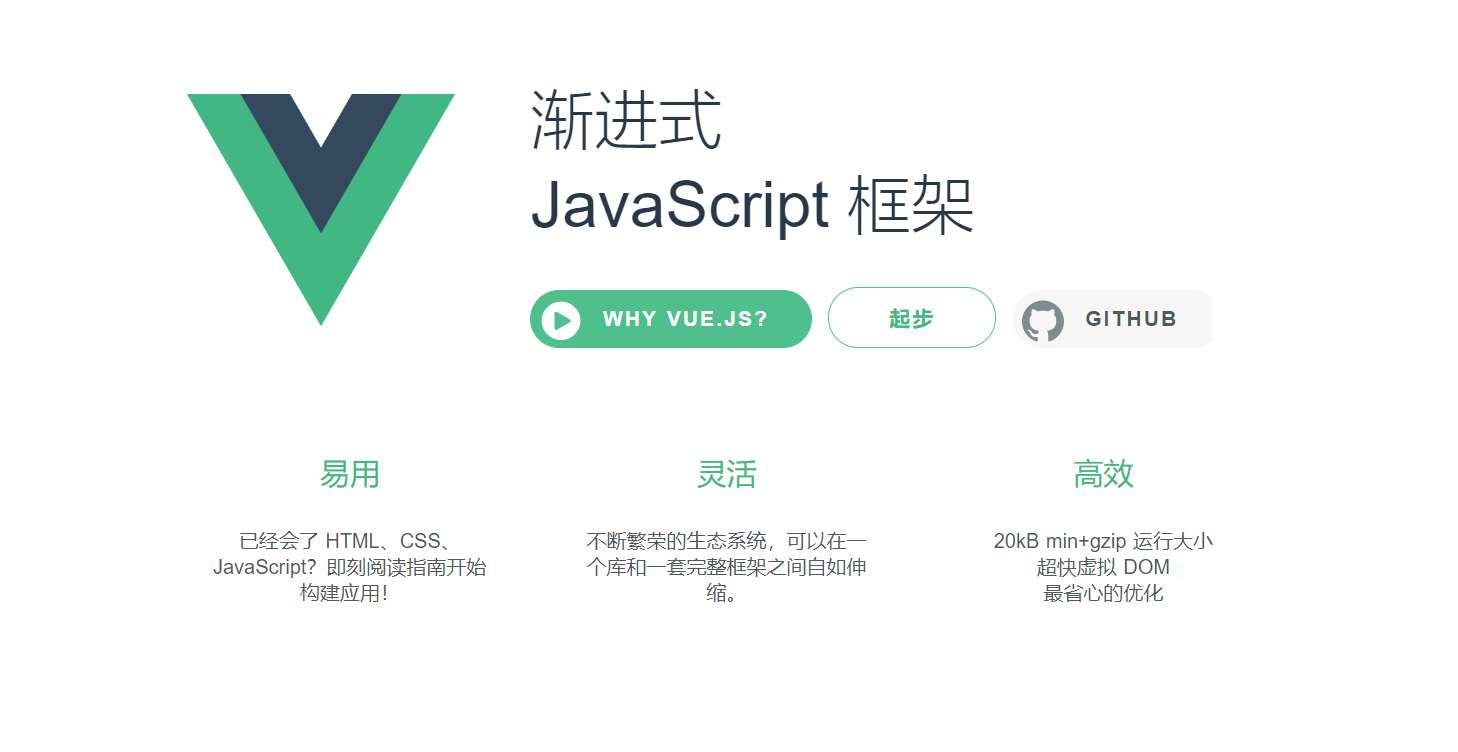 渐进式
JavaScript 框架
WHY VUE.JS?
起步
GITHUB
易用
已经会了 HTML、CSS、
JavaScript？即刻阅读指南开始
构建应用！
灵活
不断繁荣的生态系统，可以在一
个库和一套完整框架之间自如伸
缩。
高效
20kB min+gzip 运行大小
超快虚拟 DOM
最省心的优化